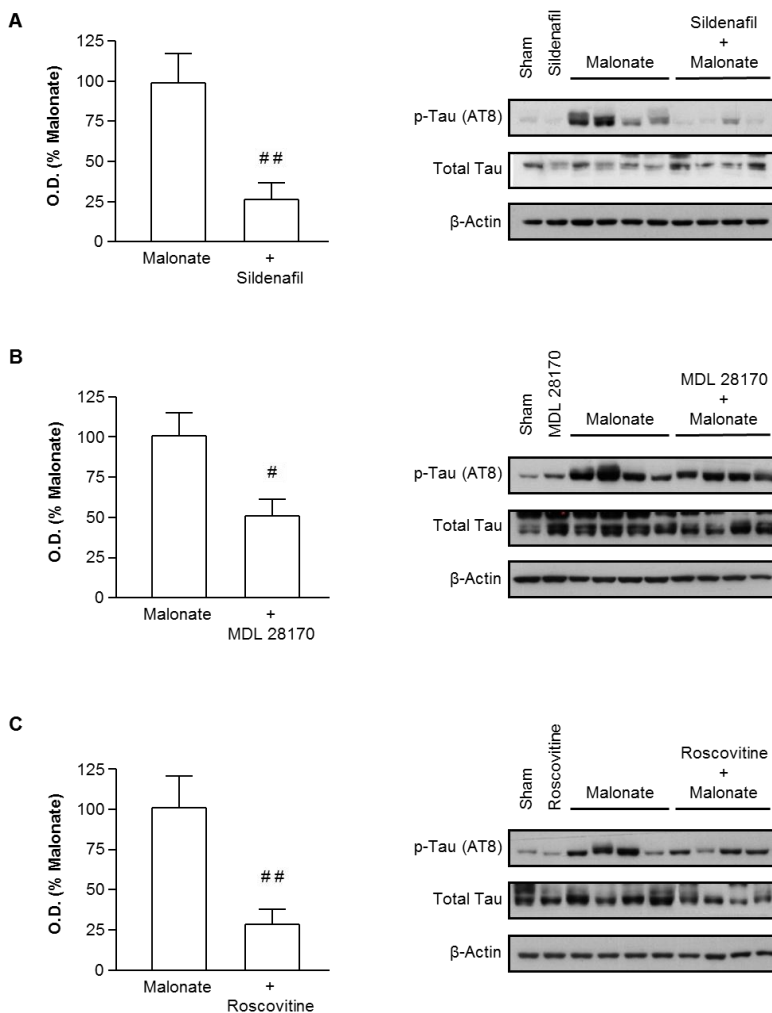 A
O.D. (% Malonate)
125
100
75
50
25
0
##
Malonate
+
Sildenafil
Sham
Sildenafil
Malonate
Sildenafil
+
Malonate
p-Tau (AT8)
Total Tau
β-Actin
B
O.D. (% Malonate)
125
100
75
50
25
0
#
Malonate
+
MDL 28170
Sham
MDL 28170
Malonate
MDL 28170
+
Malonate
p-Tau (AT8)
Total Tau
β-Actin
C
O.D. (% Malonate)
125
100
75
50
25
0
##
Malonate
+
Roscovitine
Sham
Roscovitine
Malonate
Roscovitine
+
Malonate
p-Tau (AT8)
Total Tau
β-Actin